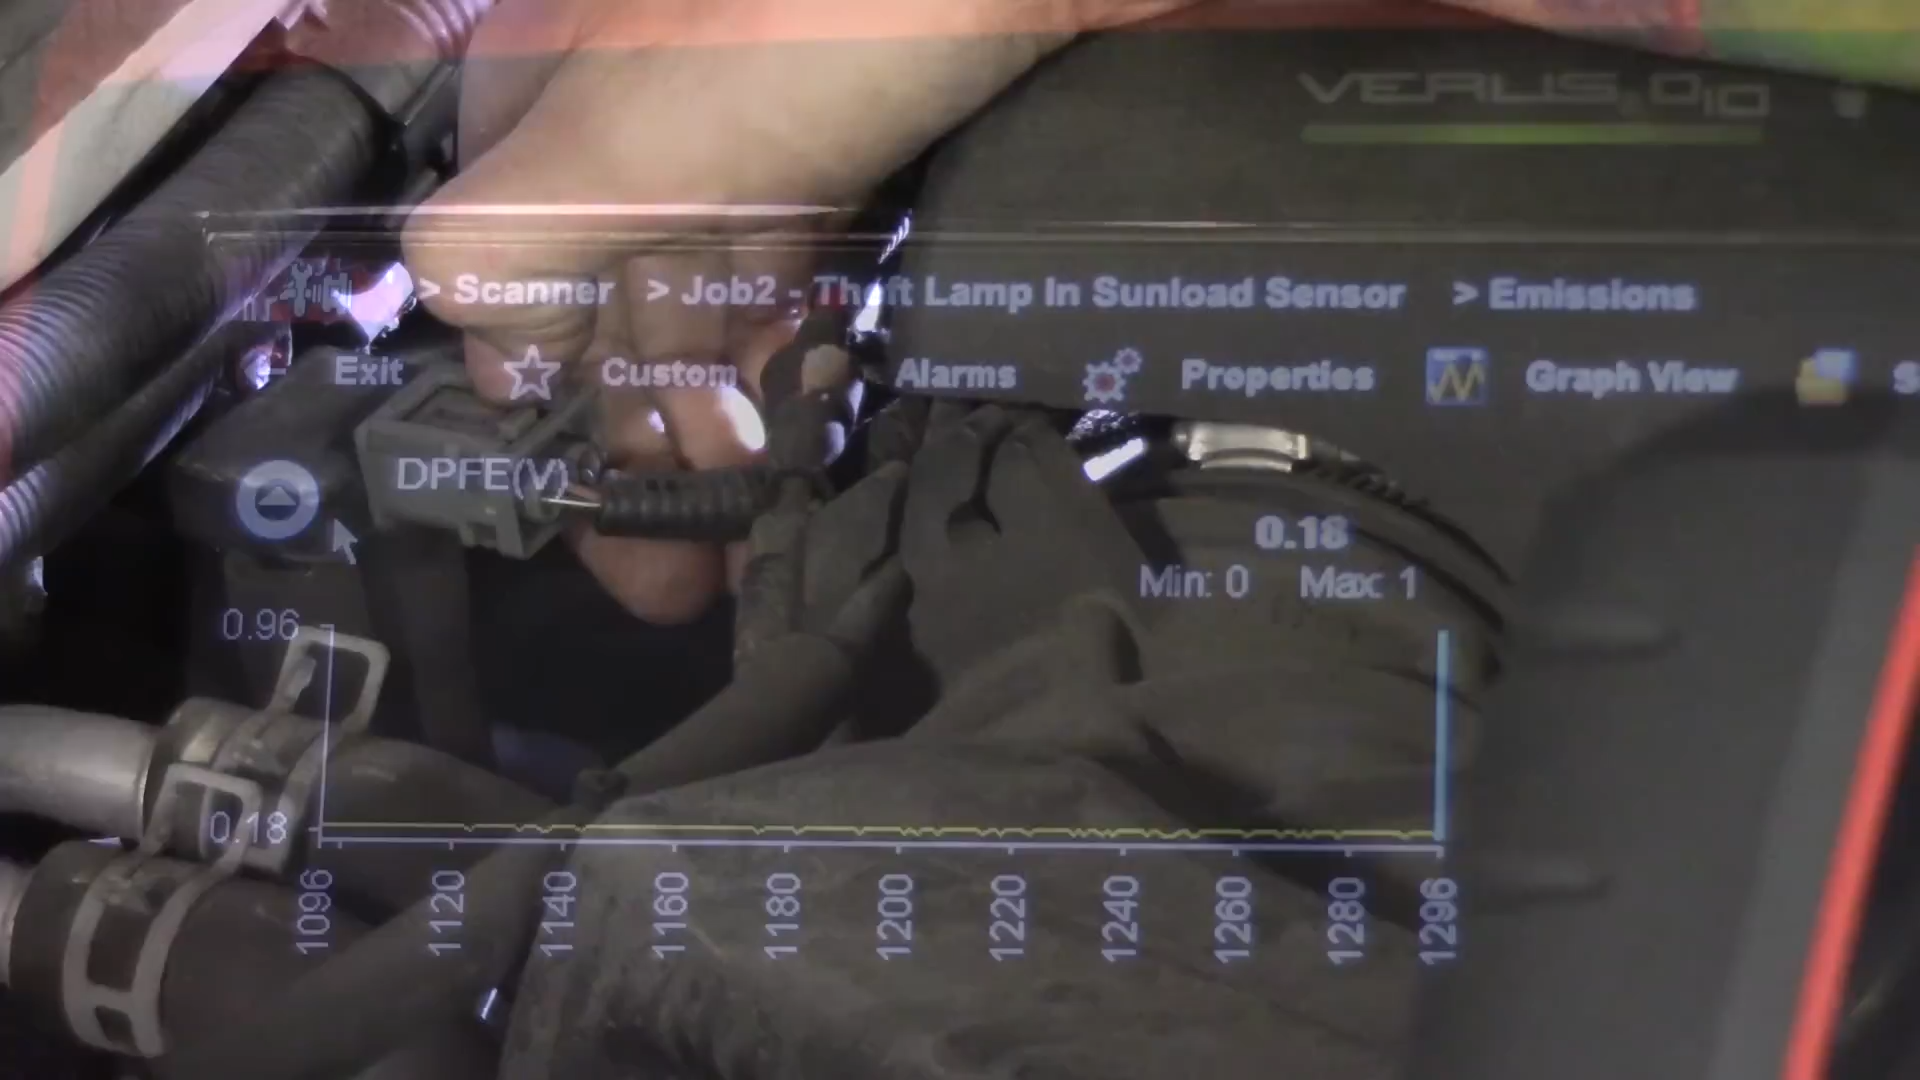 VERUS PRO
> Scanner > Job2 - Theft Lamp In Sunload Sensor > Emissions
Exit Custom Alarms Properties Graph View
DPFE(V)
0.18
Min: 0 Max: 1
0.96
0.18
1096 1120 1140 1160 1180 1200 1220 1240 1260 1280 1296